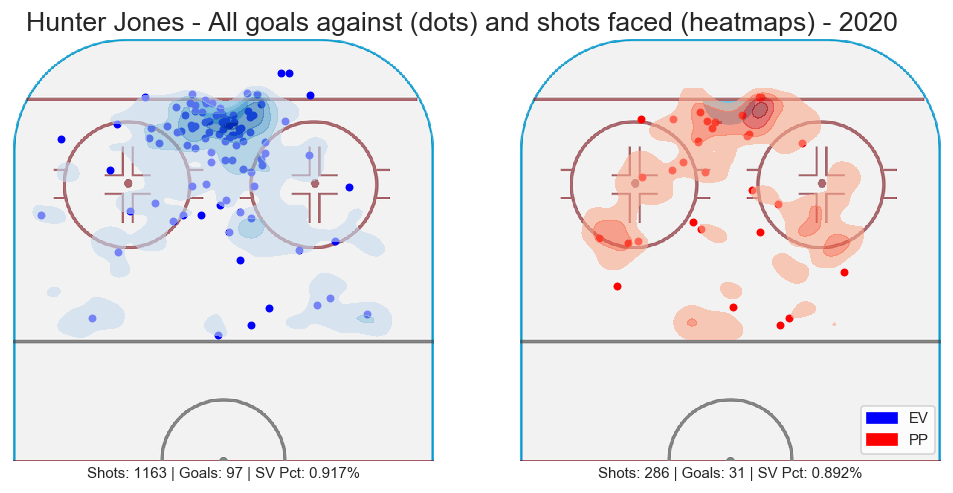 Hunter Jones - All goals against (dots) and shots faced (heatmaps) - 2020
EV
PP
Shots: 1163 | Goals: 97 | SV Pct: 0.917%
Shots: 286 | Goals: 31 | SV Pct: 0.892%